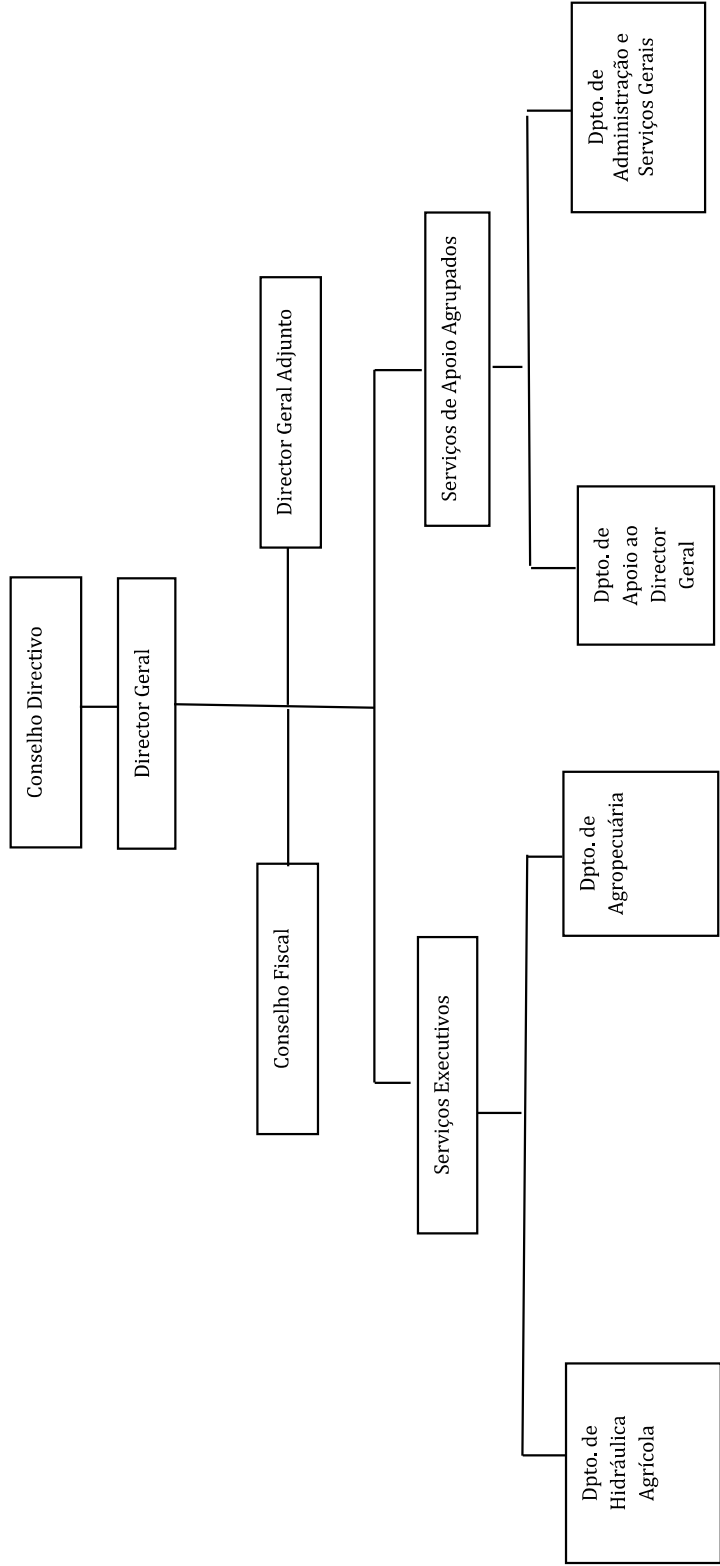 Conselho Directivo
Director Geral
Conselho Fiscal
Director Geral Adjunto
Serviços Executivos
Serviços de Apoio Agrupados
Dpto. de
Hidráulica
Agrícola
Dpto. de
Agropecuária
Dpto. de
Apoio ao
Director
Geral
Dpto. de
Administração e
Serviços Gerais